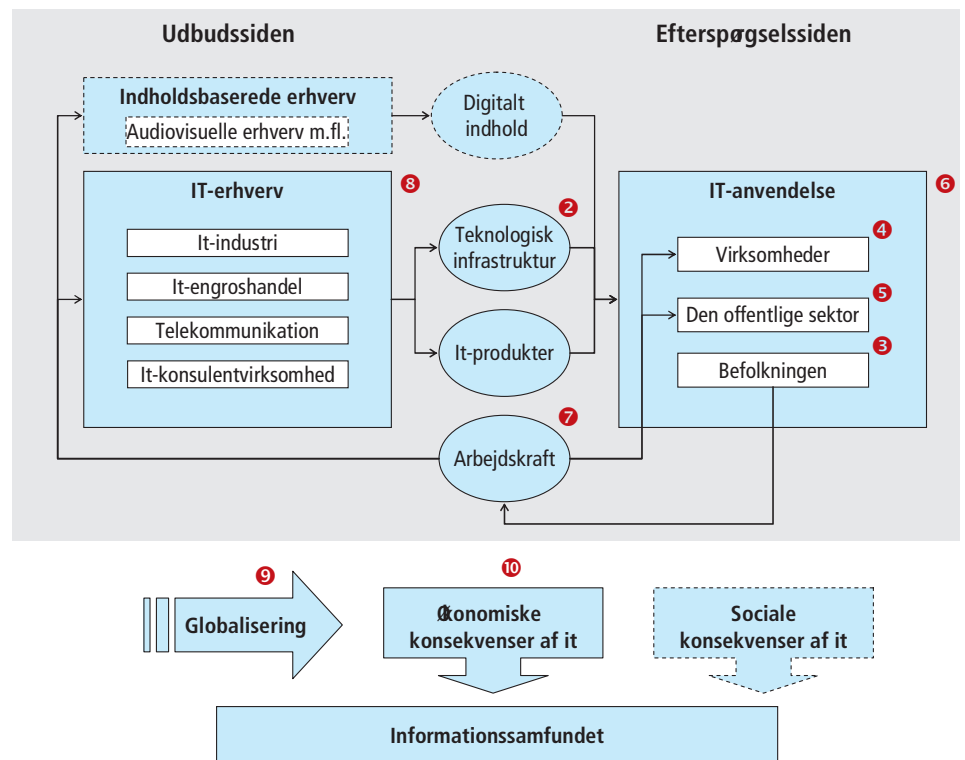 Udbudssiden
Efterspørgselssiden
Indholdsbaserede erhverv
Audiovisuelle erhverv m.fl.
Digitalt
indhold
IT-erhverv
8
It-industri
It-engroshandel
Telekommunikation
It-konsulentvirksomhed
2
Teknologisk
infrastruktur
It-produkter
7
Arbejdskraft
IT-anvendelse
6
4
Virksomheder
5
Den offentlige sektor
3
Befolkningen
9
Globalisering
10
Økonomiske
konsekvenser af it
Sociale
konsekvenser af it
Informationssamfundet